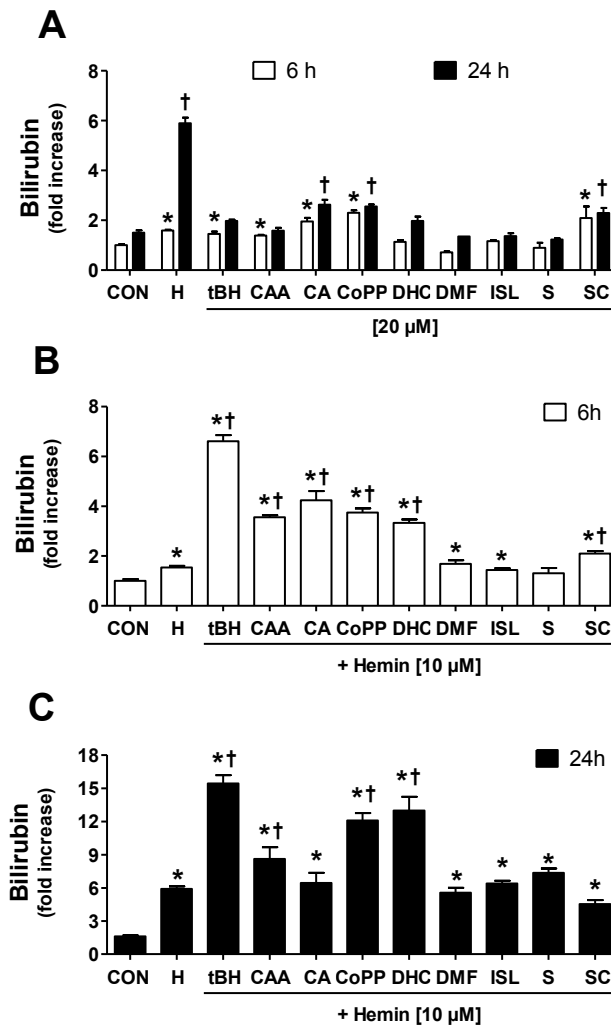 A
6 h 24 h
Bilirubin
(fold increase)
8
6
4
2
0
† * * * * † * † * †
CON H tBH CAA CA CoPP DHC DMF ISL S SC
[20 µM]
B
6h
Bilirubin
(fold increase)
8
6
4
2
0
* *† *† *† *† *† * * *†
CON H tBH CAA CA CoPP DHC DMF ISL S SC
+ Hemin [10 µM]
C
24h
Bilirubin
(fold increase)
18
15
12
9
6
3
0
* *† *† * *† *† * * * *
CON H tBH CAA CA CoPP DHC DMF ISL S SC
+ Hemin [10 µM]